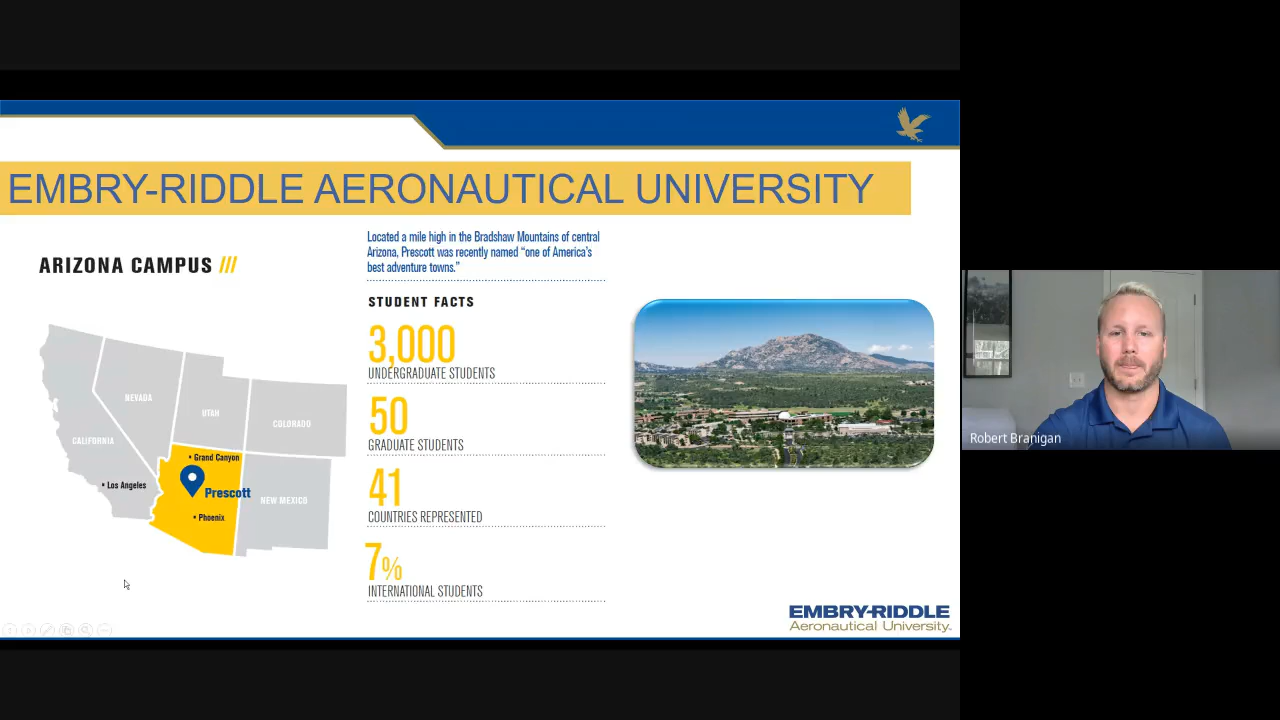 EMBRY-RIDDLE AERONAUTICAL UNIVERSITY
ARIZONA CAMPUS ///
NEVADA
UTAH
COLORADO
CALIFORNIA
• Grand Canyon
• Los Angeles
Prescott
NEW MEXICO
• Phoenix
Located a mile high in the Bradshaw Mountains of central
Arizona, Prescott was recently named “one of America’s
best adventure towns.”
STUDENT FACTS
3,000
UNDERGRADUATE STUDENTS
50
GRADUATE STUDENTS
41
COUNTRIES REPRESENTED
7%
INTERNATIONAL STUDENTS
EMBRY-RIDDLE
Aeronautical University.
Robert Branigan